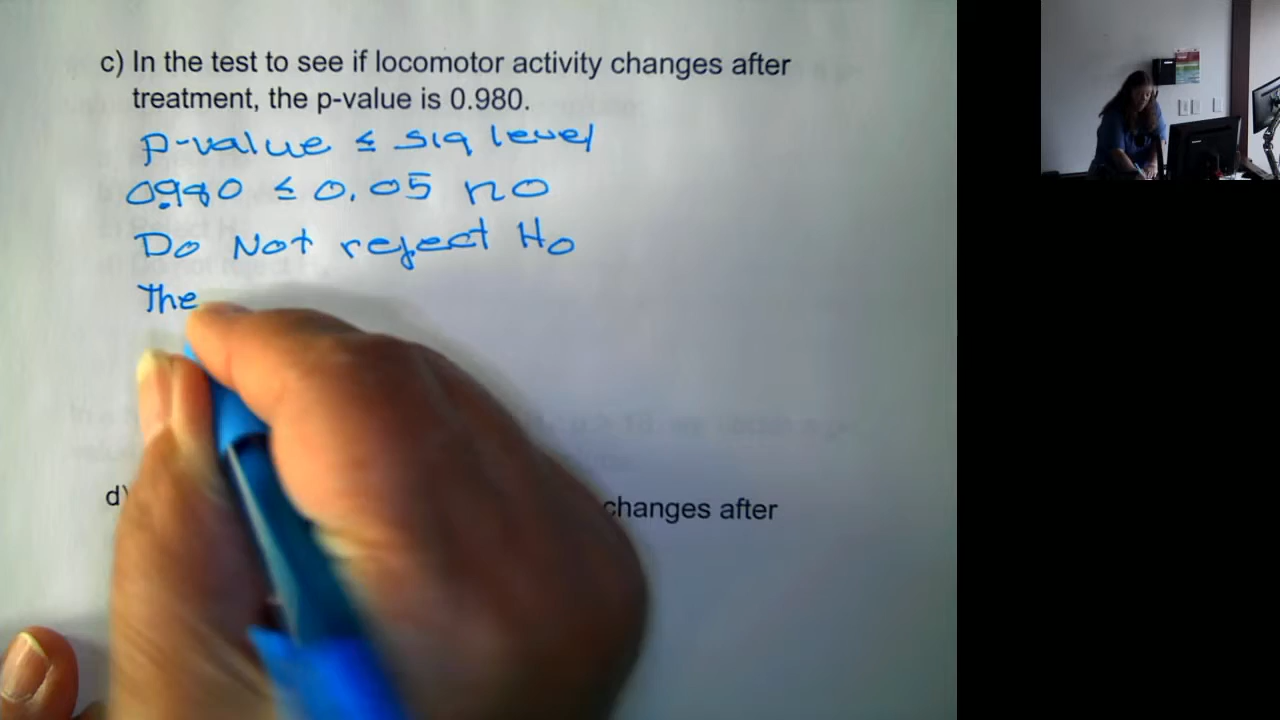 c) In the test to see if locomotor activity changes after
treatment, the p-value is 0.980.
p-value ≤ sig level
0.980 ≤ 0.05 no
Do Not reject Ho
The
d)
changes after